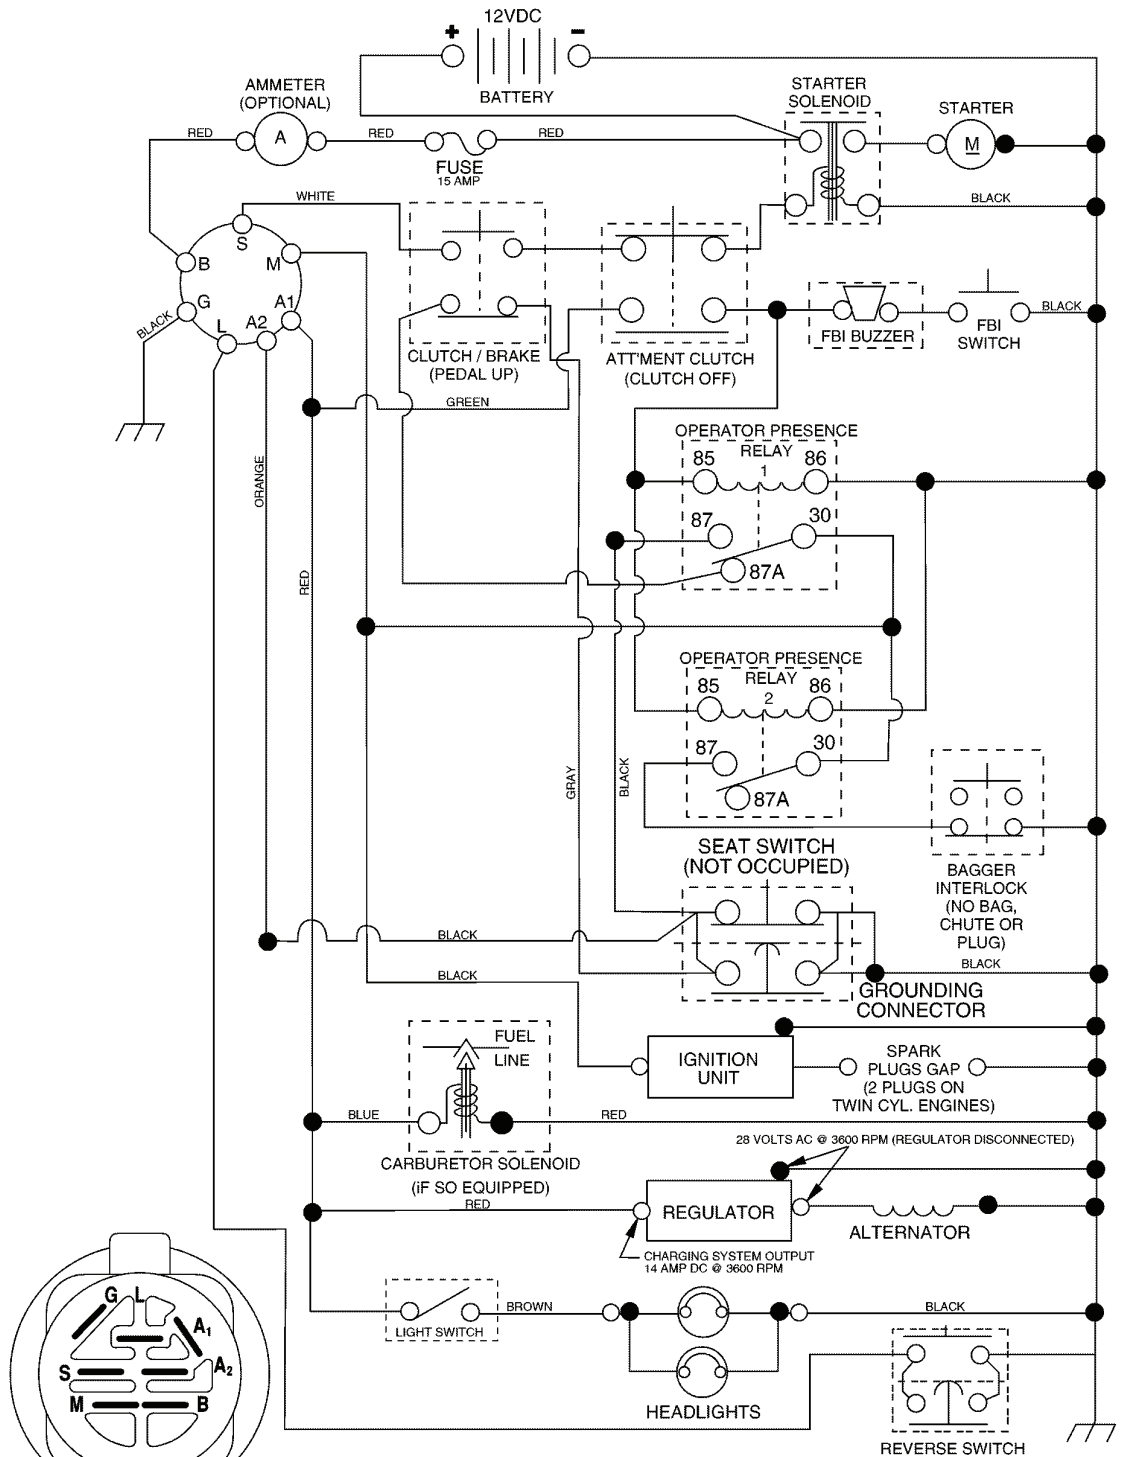 12VDC
+
−
BATTERY
AMMETER
(OPTIONAL)
STARTER
SOLENOID
STARTER
RED
A
RED
FUSE
15 AMP
RED
M
WHITE
BLACK
S
B
M
G
A1
L
A2
BLACK
CLUTCH / BRAKE
(PEDAL UP)
ATT'MENT CLUTCH
(CLUTCH OFF)
FBI BUZZER
FBI
SWITCH
BLACK
GREEN
OPERATOR PRESENCE
RELAY
1
85
86
87
30
87A
ORANGE
RED
OPERATOR PRESENCE
RELAY
2
85
86
87
30
87A
GRAY
BLACK
SEAT SWITCH
(NOT OCCUPIED)
BAGGER
INTERLOCK
(NO BAG,
CHUTE OR
PLUG)
BLACK
BLACK
BLACK
GROUNDING
CONNECTOR
FUEL
LINE
IGNITION
UNIT
SPARK
PLUGS GAP
(2 PLUGS ON
TWIN CYL. ENGINES)
BLUE
RED
28 VOLTS AC @ 3600 RPM (REGULATOR DISCONNECTED)
CARBURETOR SOLENOID
(iF SO EQUIPPED)
RED
REGULATOR
ALTERNATOR
CHARGING SYSTEM OUTPUT
14 AMP DC @ 3600 RPM
BROWN
LIGHT SWITCH
BLACK
HEADLIGHTS
REVERSE SWITCH
G
L
A1
S
A2
M
B